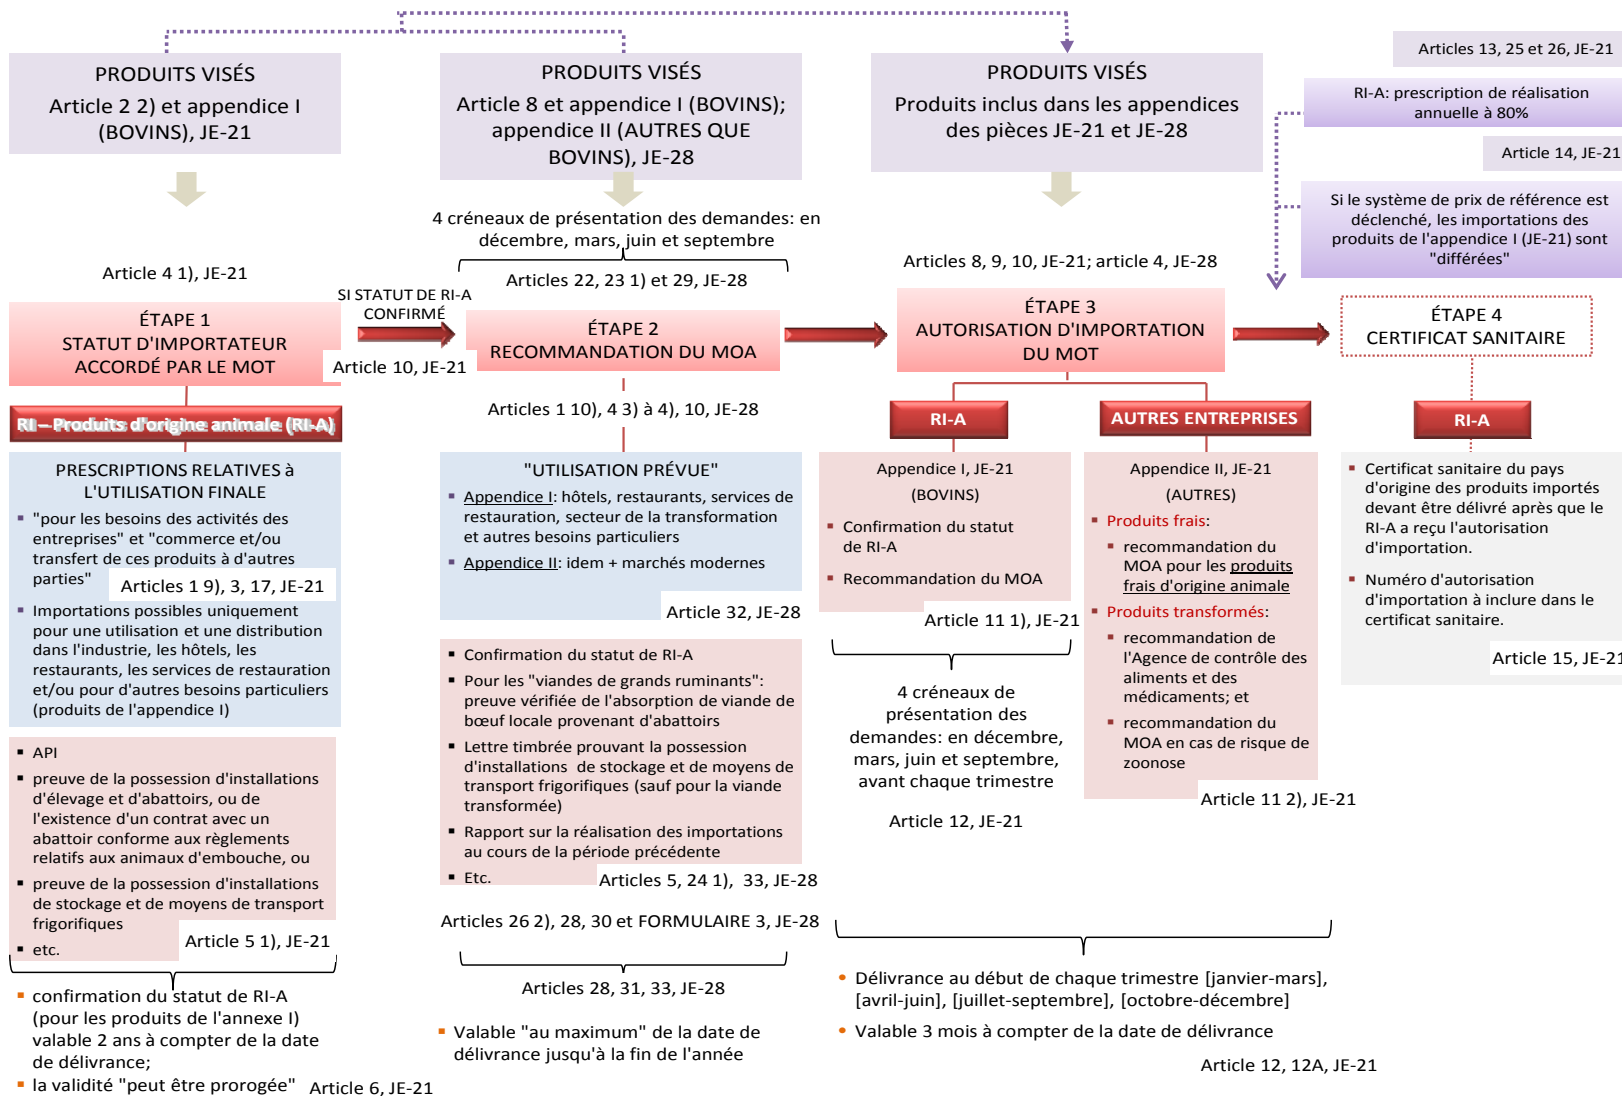 PRODUITS VISÉS
Article 2 2) et appendice I
(BOVINS), JE-21
PRODUITS VISÉS
Article 8 et appendice I (BOVINS);
appendice II (AUTRES QUE
BOVINS), JE-28
PRODUITS VISÉS
Produits inclus dans les appendices
des pièces JE-21 et JE-28
Articles 13, 25 et 26, JE-21
RI-A: prescription de réalisation
annuelle à 80%
Article 14, JE-21
Si le système de prix de référence est
déclenché, les importations des
produits de l'appendice I (JE-21) sont
"différées"
4 créneaux de présentation des demandes: en
décembre, mars, juin et septembre
Article 4 1), JE-21
Articles 22, 23 1) et 29, JE-28
Articles 8, 9, 10, JE-21; article 4, JE-28
ÉTAPE 1
STATUT D'IMPORTATEUR
ACCORDÉ PAR LE MOT
SI STATUT DE RI-A
CONFIRMÉ
Article 10, JE-21
ÉTAPE 2
RECOMMANDATION DU MOA
ÉTAPE 3
AUTORISATION D'IMPORTATION
DU MOT
ÉTAPE 4
CERTIFICAT SANITAIRE
RI – Produits d'origine animale (RI-A)
PRESCRIPTIONS RELATIVES à
L'UTILISATION FINALE
"pour les besoins des activités des
entreprises" et "commerce et/ou
transfert de ces produits à d'autres
parties"
Articles 1 9), 3, 17, JE-21
Importations possibles uniquement
pour une utilisation et une distribution
dans l'industrie, les hôtels, les
restaurants, les services de restauration
et/ou pour d'autres besoins particuliers
(produits de l'appendice I)
API
preuve de la possession d'installations
d'élevage et d'abattoirs, ou de
l'existence d'un contrat avec un
abattoir conforme aux règlements
relatifs aux animaux d'embouche, ou
preuve de la possession d'installations
de stockage et de moyens de transport
frigorifiques
etc.
Article 5 1), JE-21
confirmation du statut de RI-A
(pour les produits de l'annexe I)
valable 2 ans à compter de la date
de délivrance;
la validité "peut être prorogée"
Article 6, JE-21
Articles 1 10), 4 3) à 4), 10, JE-28
"UTILISATION PRÉVUE"
Appendice I: hôtels, restaurants, services de
restauration, secteur de la transformation
et autres besoins particuliers
Appendice II: idem + marchés modernes
Article 32, JE-28
Confirmation du statut de RI-A
Pour les "viandes de grands ruminants":
preuve vérifiée de l'absorption de viande de
bœuf locale provenant d'abattoirs
Lettre timbrée prouvant la possession
d'installations de stockage et de moyens de
transport frigorifiques (sauf pour la viande
transformée)
Rapport sur la réalisation des importations
au cours de la période précédente
Etc.
Articles 5, 24 1), 33, JE-28
Articles 26 2), 28, 30 et FORMULAIRE 3, JE-28
Articles 28, 31, 33, JE-28
Valable "au maximum" de la date de
délivrance jusqu'à la fin de l'année
RI-A
Appendice I, JE-21
(BOVINS)
Confirmation du statut
de RI-A
Recommandation du MOA
Article 11 1), JE-21
4 créneaux de
présentation des
demandes: en décembre,
mars, juin et septembre,
avant chaque trimestre
Article 12, JE-21
AUTRES ENTREPRISES
Appendice II, JE-21
(AUTRES)
Produits frais:
recommandation du
MOA pour les produits
frais d'origine animale
Produits transformés:
recommandation de
l'Agence de contrôle des
aliments et des
médicaments; et
recommandation du
MOA en cas de risque de
zoonose
Article 11 2), JE-21
Délivrance au début de chaque trimestre [janvier-mars],
[avril-juin], [juillet-septembre], [octobre-décembre]
Valable 3 mois à compter de la date de délivrance
Article 12, 12A, JE-21
RI-A
Certificat sanitaire du pays
d'origine des produits importés
devant être délivré après que le
RI-A a reçu l'autorisation
d'importation.
Numéro d'autorisation
d'importation à inclure dans le
certificat sanitaire.
Article 15, JE-21